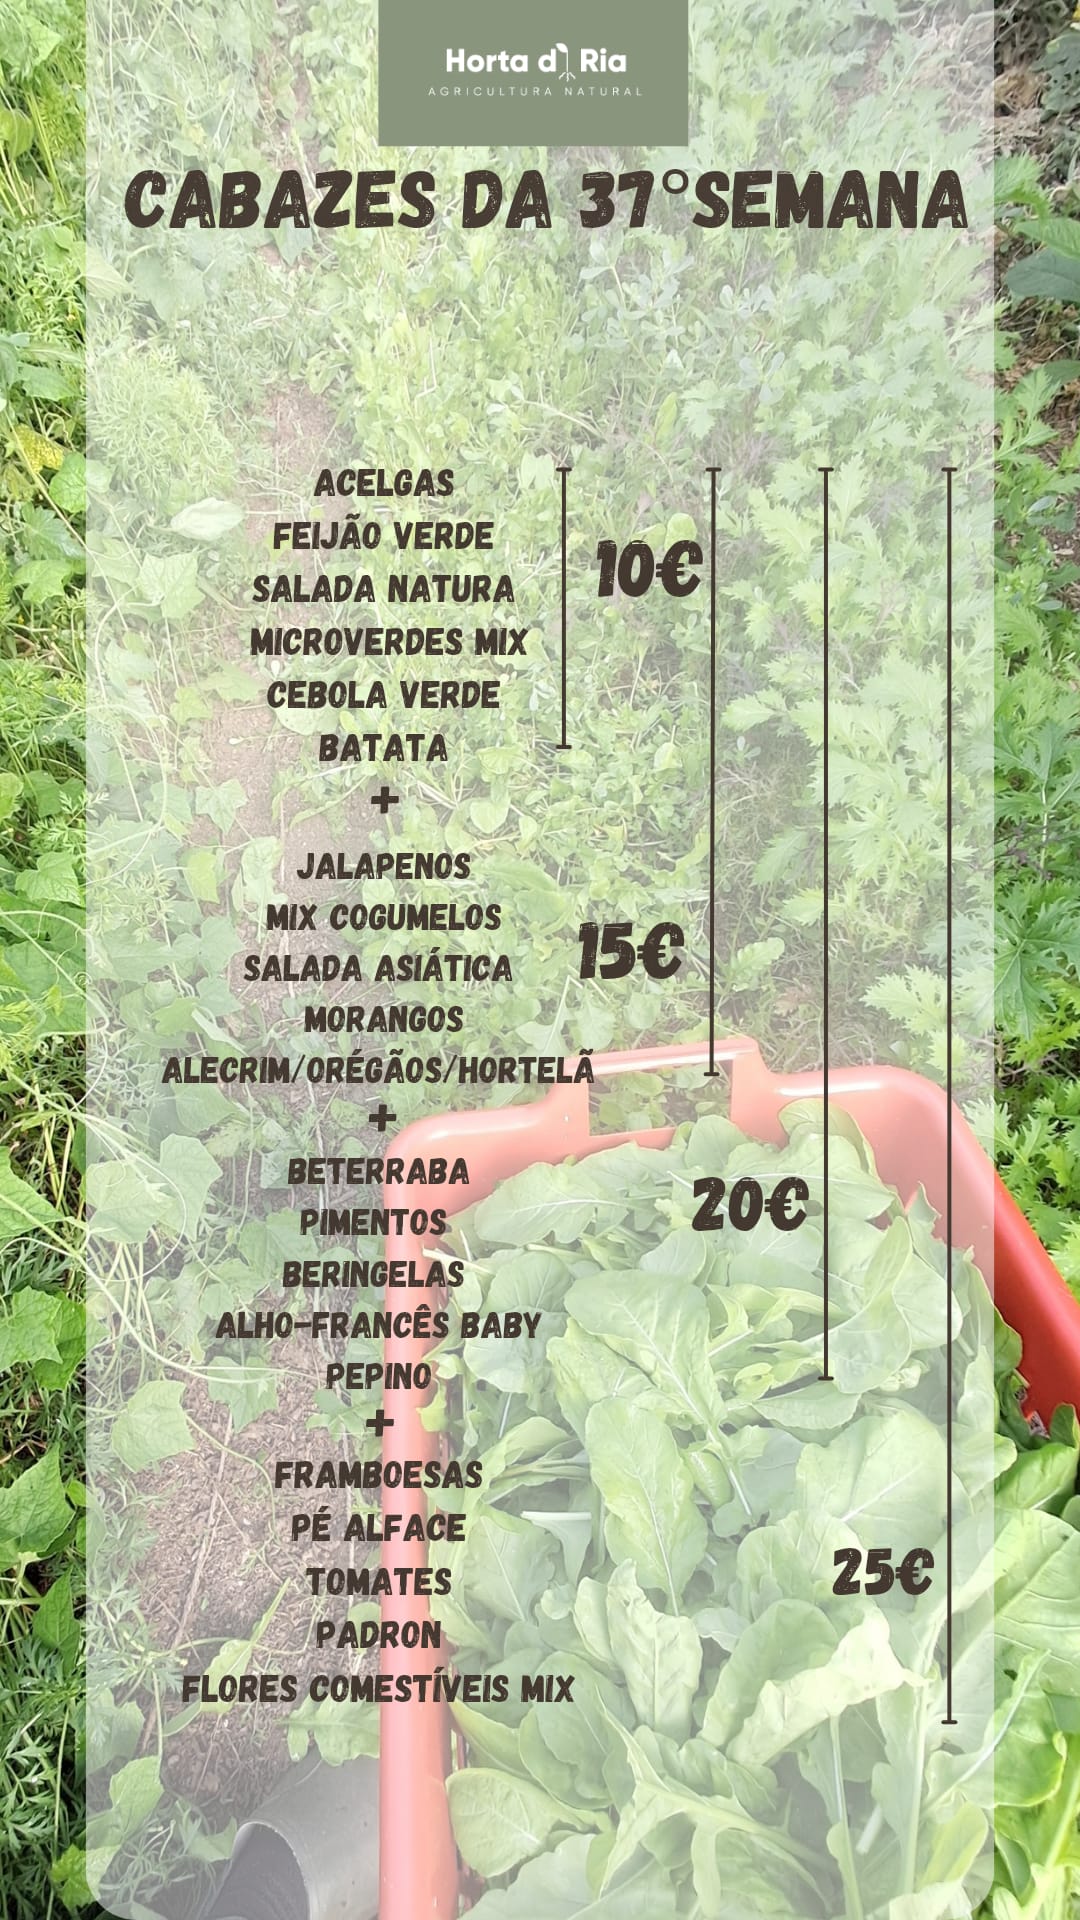 Horta d' Ria
AGRICULTURA NATURAL
CABAZES DA 37°SEMANA
ACELGAS
FEIJÃO VERDE
SALADA NATURA
10€
MICROVERDES MIX
CEBOLA VERDE
BATATA
+
JALAPENOS
MIX COGUMELOS
SALADA ASIÁTICA
15€
MORANGOS
ALECRIM/ORÉGÃOS/HORTELÃ
+
BETERRABA
PIMENTOS
20€
BERINGELAS
ALHO-FRANCÊS BABY
PEPINO
+
FRAMBOESAS
PÉ ALFACE
TOMATES
25€
PADRON
FLORES COMESTÍVEIS MIX